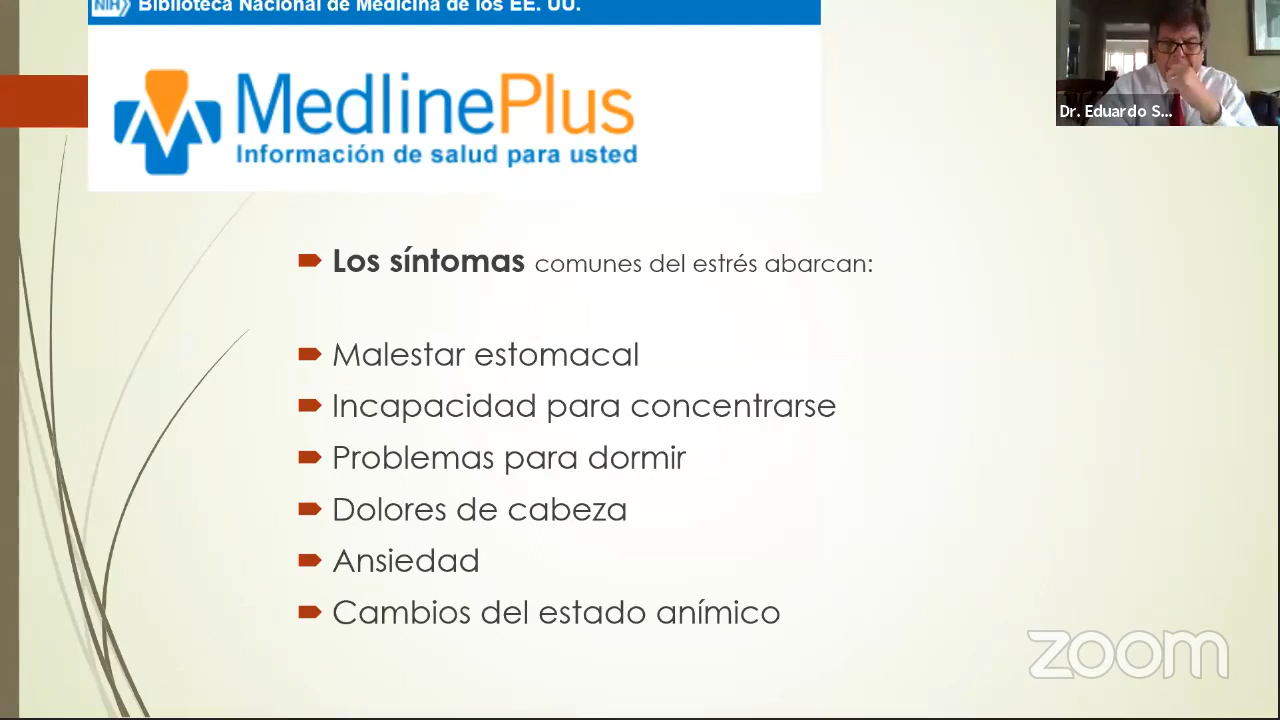 NIH Biblioteca Nacional de Medicina de los EE. UU.
MedlinePlus
Información de salud para usted
Dr. Eduardo S...
Los síntomas comunes del estrés abarcan:
Malestar estomacal
Incapacidad para concentrarse
Problemas para dormir
Dolores de cabeza
Ansiedad
Cambios del estado anímico
zoom